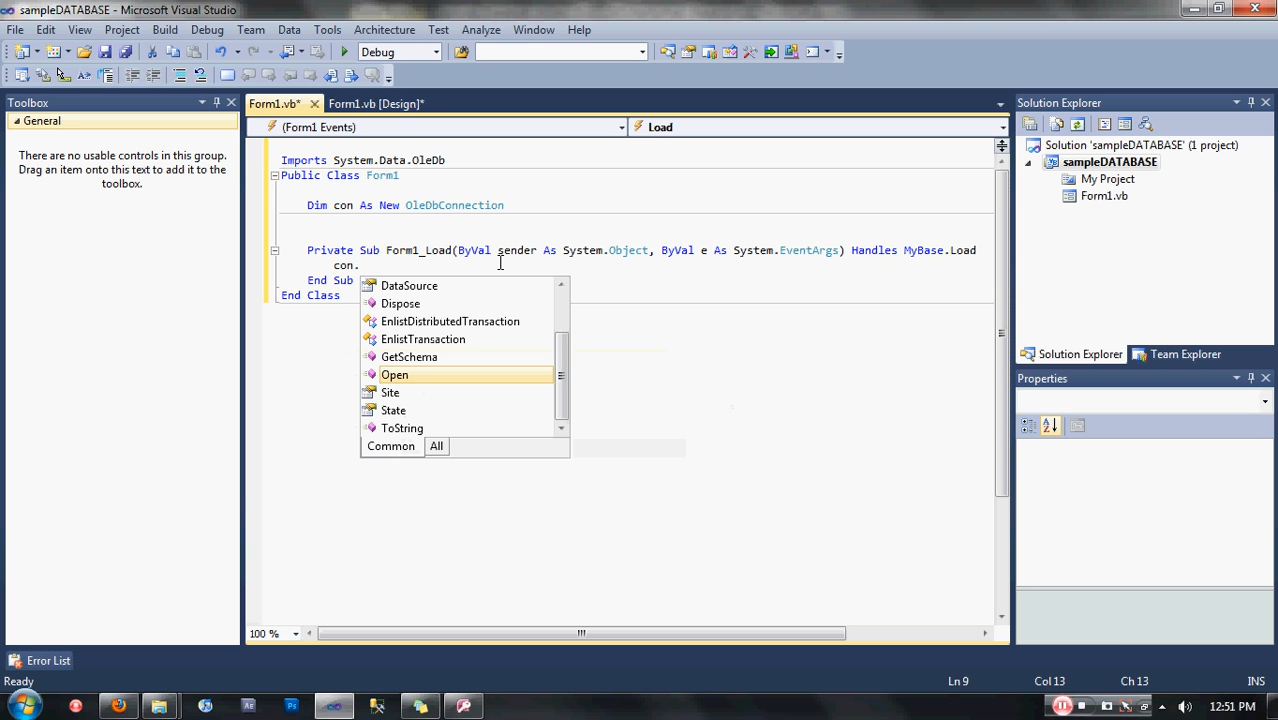 sampleDATABASE - Microsoft Visual Studio
File Edit View Project Build Debug Team Data Tools Architecture Test Analyze Window Help
Debug
Toolbox
General
There are no usable controls in this group.
Drag an item onto this text to add it to the
toolbox.
Form1.vb*
Form1.vb [Design]*
(Form1 Events)
Load
Imports System.Data.OleDb
Public Class Form1
Dim con As New OleDbConnection
Private Sub Form1_Load(ByVal sender As System.Object, ByVal e As System.EventArgs) Handles MyBase.Load
con.
End Sub
End Class
DataSource
Dispose
EnlistDistributedTransaction
EnlistTransaction
GetSchema
Open
Site
State
ToString
Common All
100 %
Solution Explorer
Solution 'sampleDATABASE' (1 project)
sampleDATABASE
My Project
Form1.vb
Solution Explorer Team Explorer
Properties
Error List
Ready
Ln 9 Col 13 Ch 13 INS
Ae Ps
12:51 PM